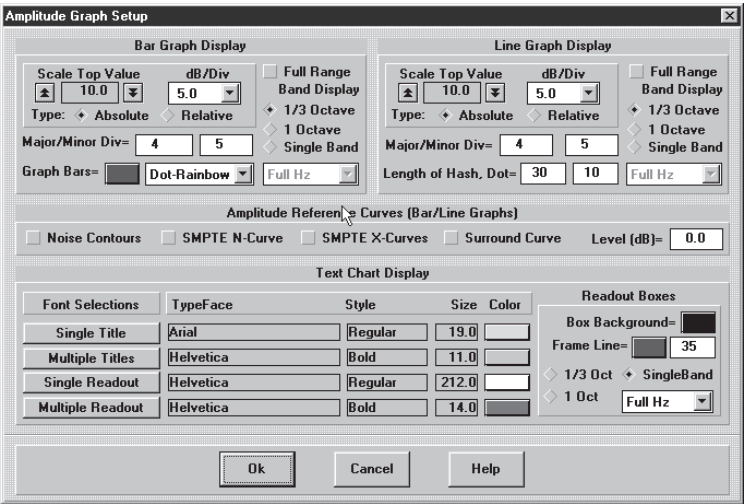 Amplitude Graph Setup
Bar Graph Display
Scale Top Value
dB/Div
10.0
5.0
Type: Absolute Relative
Major/Minor Div= 4 5
Graph Bars= Dot-Rainbow
Full Range
Band Display
1/3 Octave
1 Octave
Single Band
Full Hz
Line Graph Display
Scale Top Value
dB/Div
10.0
5.0
Type: Absolute Relative
Major/Minor Div= 4 5
Length of Hash, Dot= 30 10
Full Range
Band Display
1/3 Octave
1 Octave
Single Band
Full Hz
Amplitude Reference Curves (Bar/Line Graphs)
Noise Contours SMPTE N-Curve SMPTE X-Curves Surround Curve Level (dB)= 0.0
Text Chart Display
Font Selections TypeFace Style Size Color
Single Title Arial Regular 19.0
Multiple Titles Helvetica Bold 11.0
Single Readout Helvetica Regular 212.0
Multiple Readout Helvetica Bold 14.0
Readout Boxes
Box Background=
Frame Line= 35
1/3 Oct SingleBand
1 Oct Full Hz
Ok Cancel Help